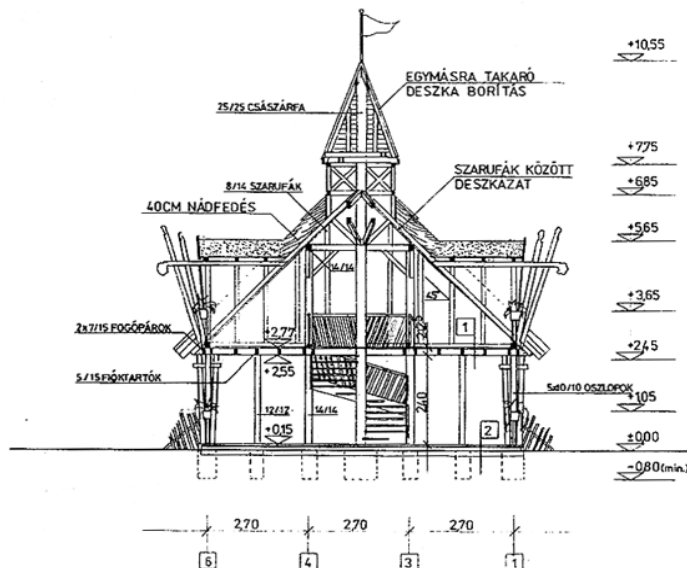 +10,55
EGYMÁSRA TAKARÓ
DESZKA BORÍTÁS
25/25 CSÁSZÁRFA
+7,75
SZARUFÁK KÖZÖTT
DESZKÁZAT
8/14 SZARUFÁK
+6,85
40CM NÁDFEDÉS
+5,65
14/14
45°
+3,65
1
2x7/15 FOGÓPÁROK
+2,77
+2,45
+2,55
5/15 FIÓKTARTÓK
240
5xd0/10 OSZLOPOK
+1,05
12/12
14/14
+0,15
2
±0,00
-0,80 (min.)
2,70
2,70
2,70
6
4
3
1